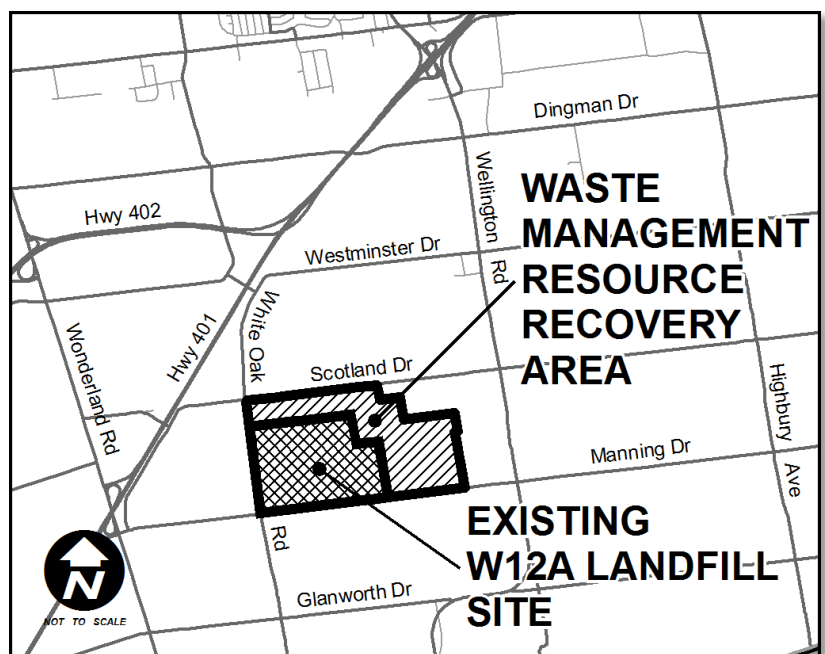 Dingman Dr
Wellington
Rd
WASTE
MANAGEMENT
RESOURCE
RECOVERY
AREA
Hwy 402
Westminster Dr
White Oak
Rd
Hwy 401
Wonderland Rd
Scotland Dr
Highbury
Ave
Manning Dr
EXISTING
W12A LANDFILL
SITE
Glanworth Dr
N
NOT TO SCALE